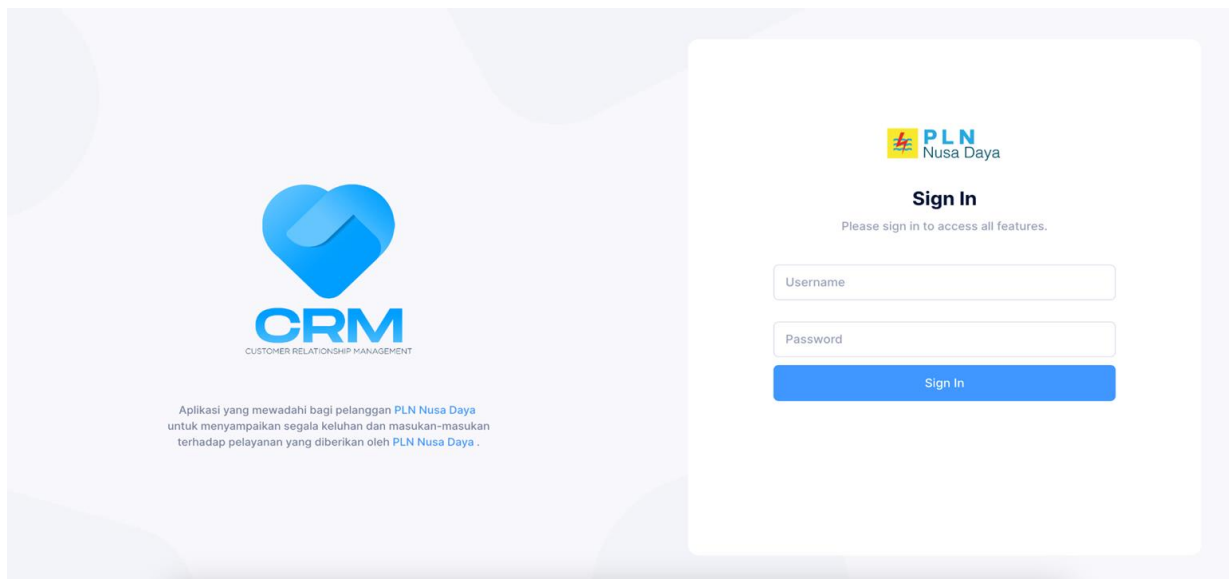 CRM
CUSTOMER RELATIONSHIP MANAGEMENT
Aplikasi yang mewadahi bagi pelanggan PLN Nusa Daya
untuk menyampaikan segala keluhan dan masukan-masukan
terhadap pelayanan yang diberikan oleh PLN Nusa Daya .
PLN
Nusa Daya
Sign In
Please sign in to access all features.
Username
Password
Sign In